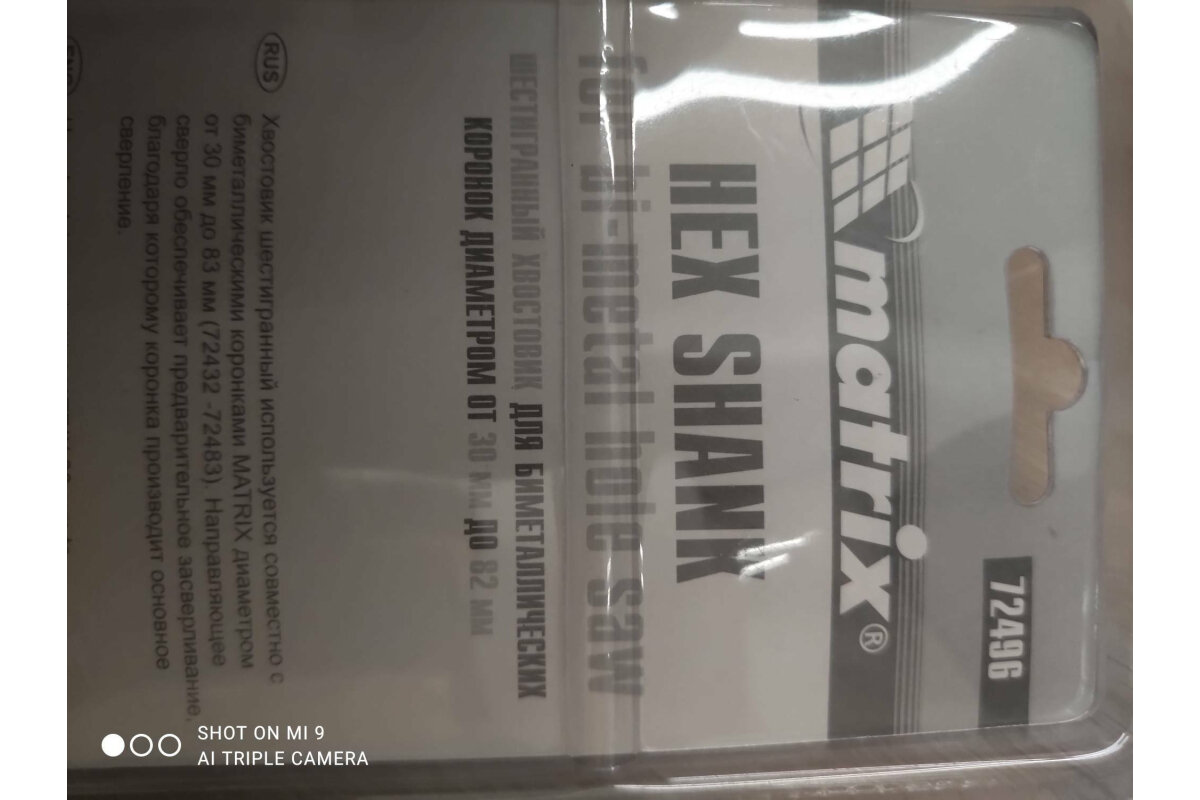 72496
matrix®
HEX SHANK
for bi-metal hole saw
ШЕСТИГРАННЫЙ ХВОСТОВИК ДЛЯ БИМЕТАЛЛИЧЕСКИХ
КОРОНОК ДИАМЕТРОМ ОТ 30 ММ ДО 82 ММ
RUS Хвостовик шестигранный используется совместно с
биметаллическими коронками MATRIX диаметром
от 30 мм до 83 мм (72432 -72483). Направляющее
сверло обеспечивает предварительное засверливание,
благодаря которому коронка производит основное
сверление.
SHOT ON MI 9
AI TRIPLE CAMERA